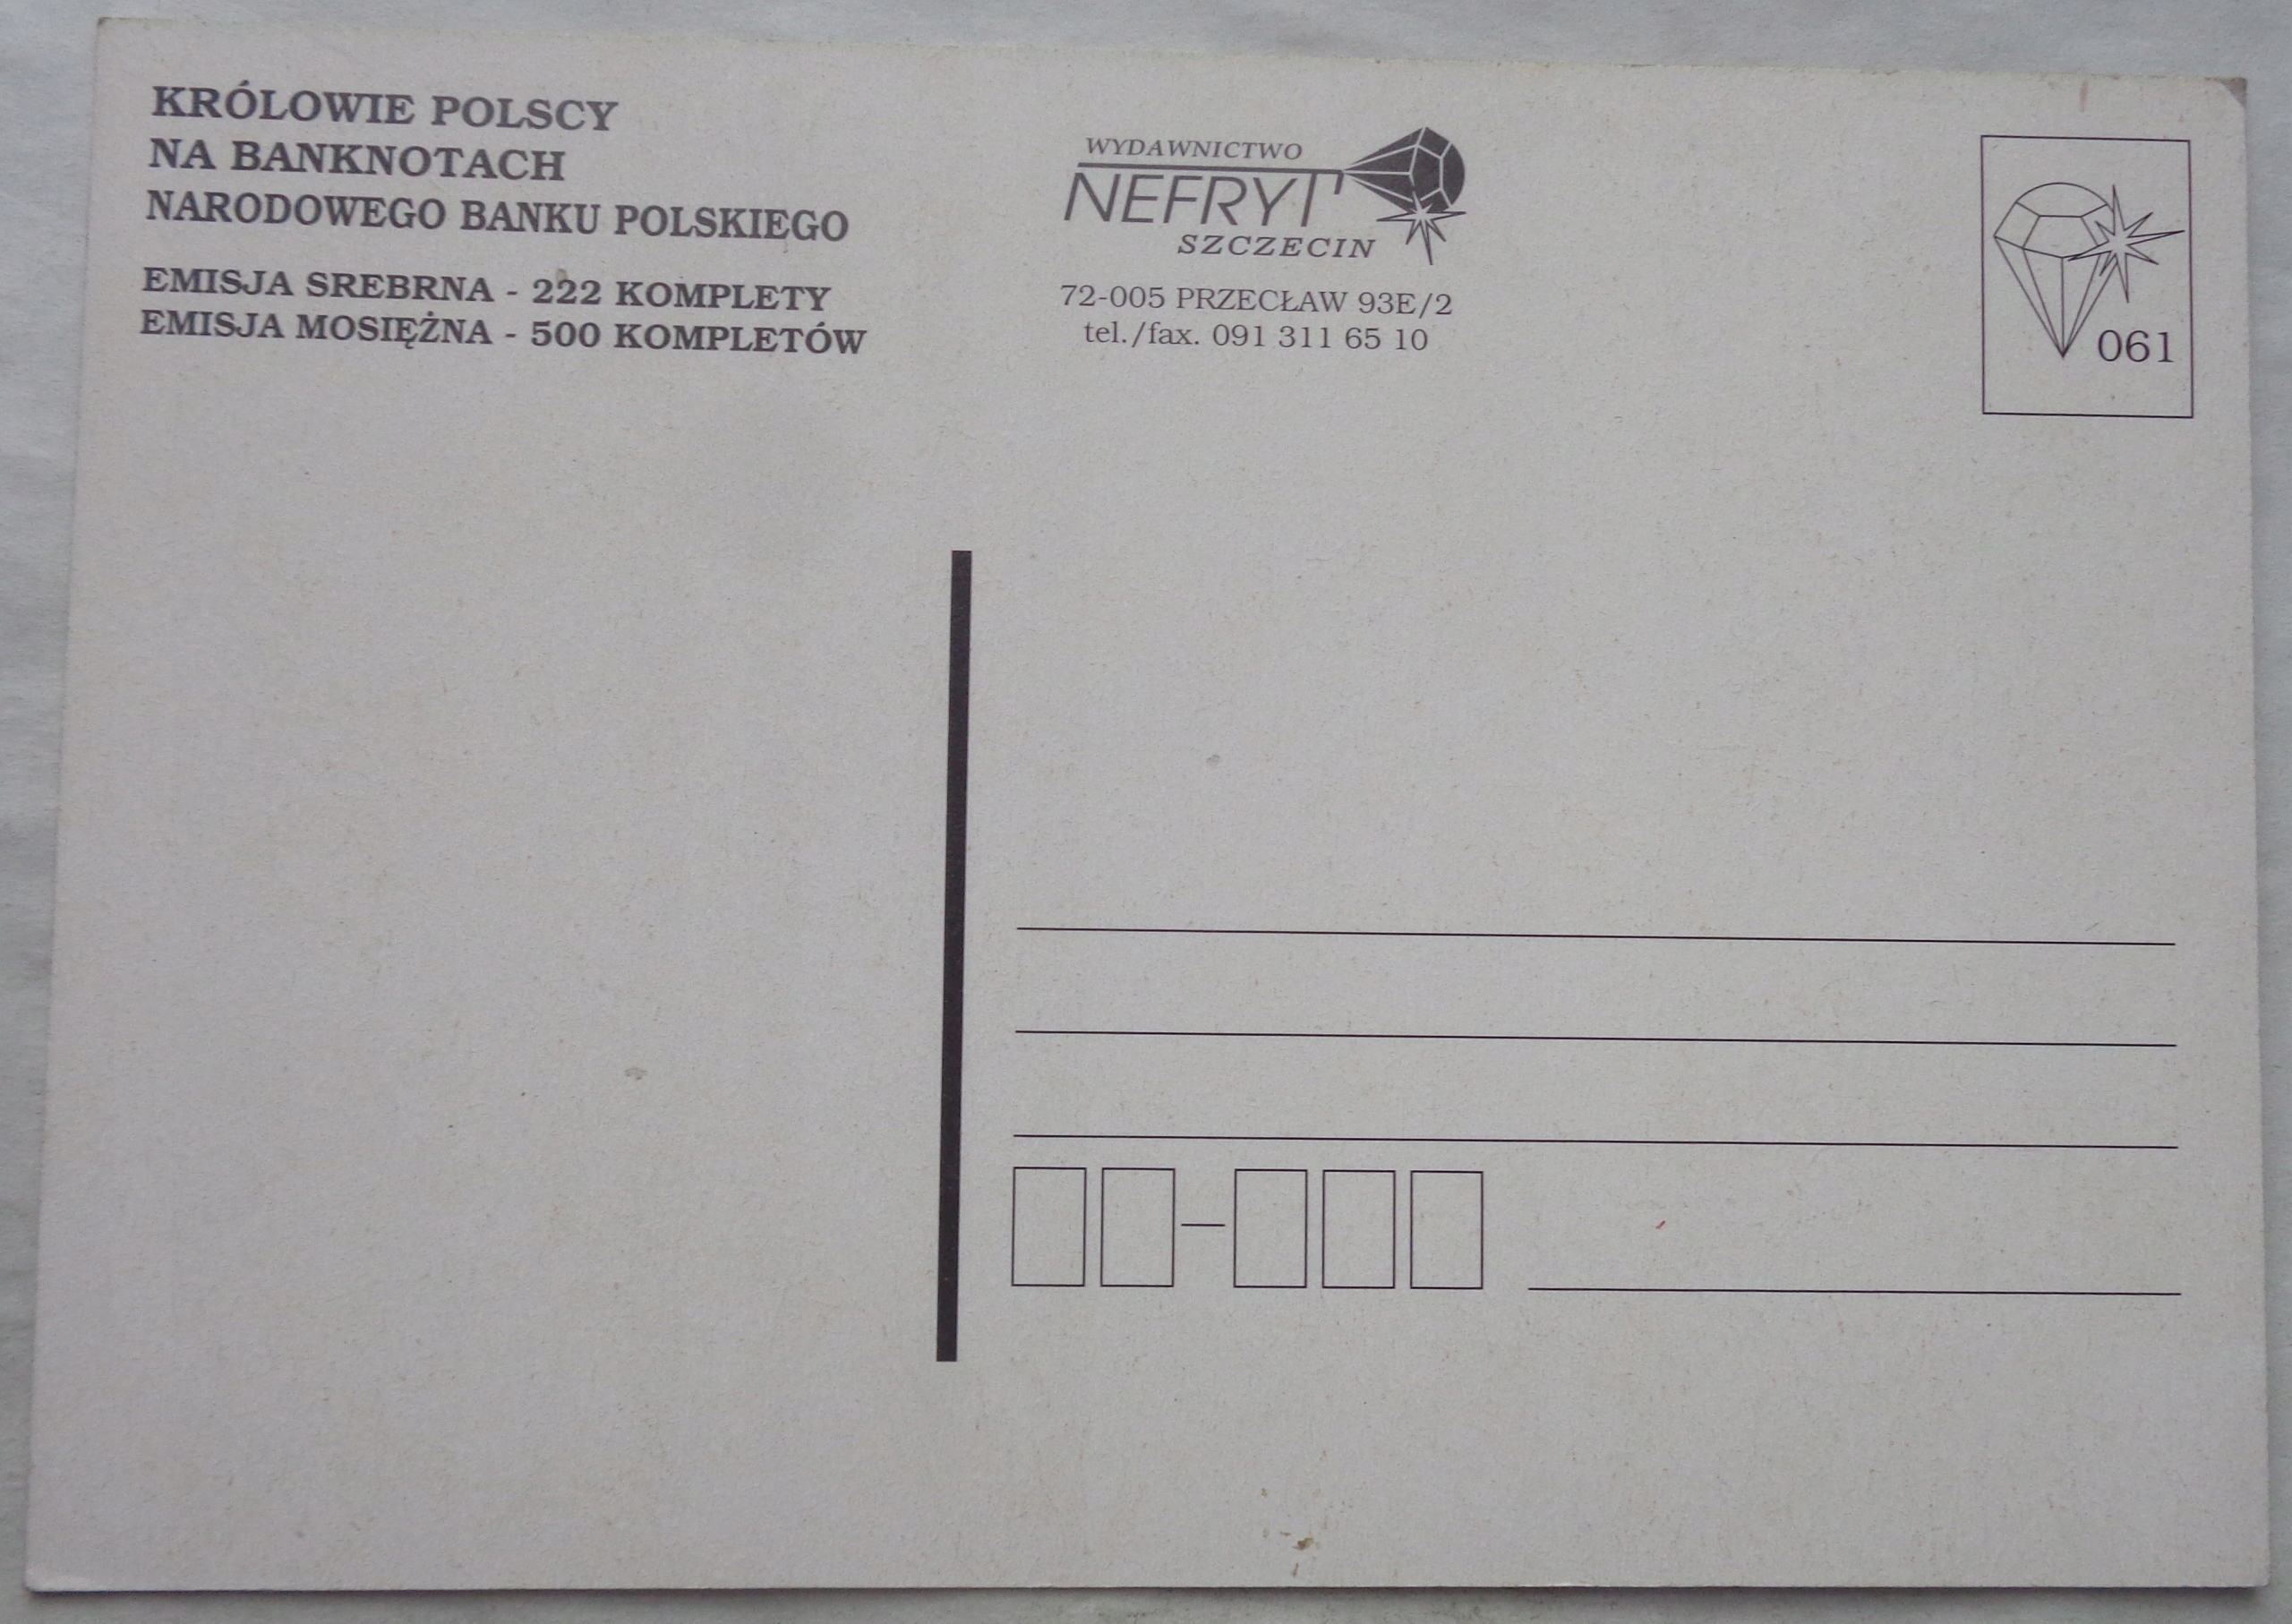 KRÓLOWIE POLSCY
NA BANKNOTACH
NARODOWEGO BANKU POLSKIEGO
EMISJA SREBRNA - 222 KOMPLETY
EMISJA MOSIĘŻNA - 500 KOMPLETÓW
WYDAWNICTWO
NEFRYT
SZCZECIN
72-005 PRZECŁAW 93E/2
tel./fax. 091 311 65 10
061